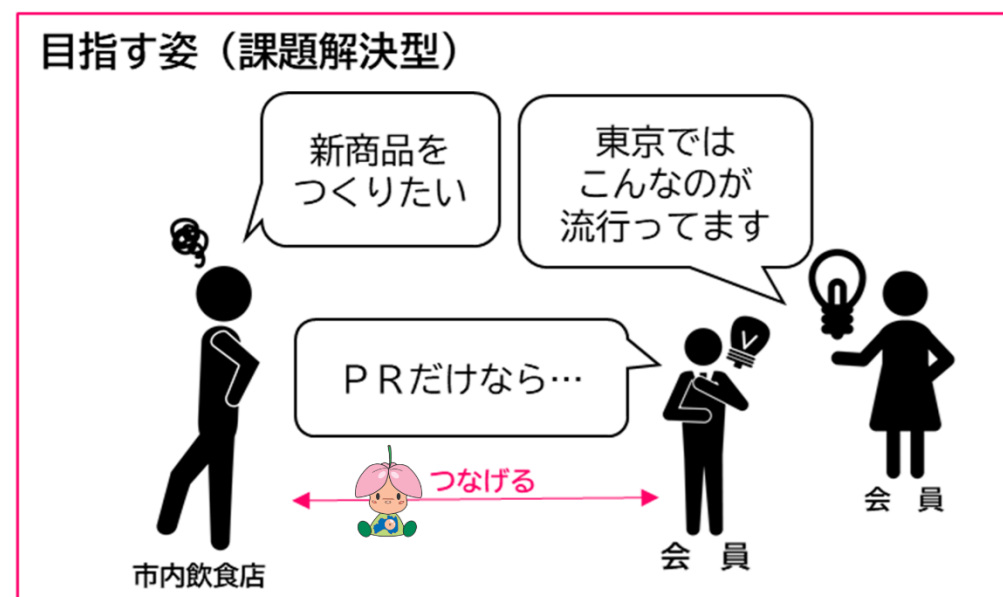 目指す姿（課題解決型）
新商品を
つくりたい
東京では
こんなのが
流行ってます
ＰＲだけなら…
つなげる
市内飲食店
会　員
会　員